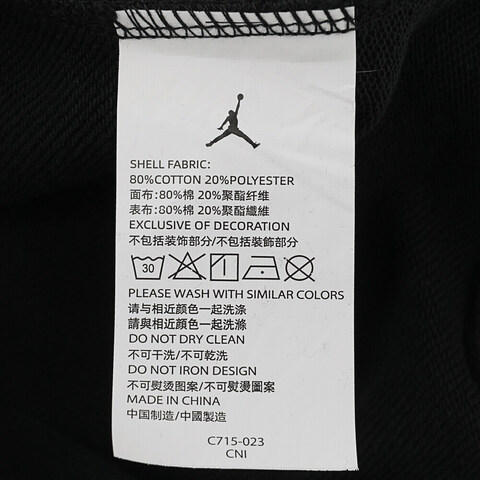 SHELL FABRIC:
80%COTTON 20%POLYESTER
面布:80%棉 20%聚酯纤维
表布:80%棉 20%聚酯纖維
EXCLUSIVE OF DECORATION
不包括装饰部分/不包括裝飾部分
30
PLEASE WASH WITH SIMILAR COLORS
请与相近颜色一起洗涤
請與相近顏色一起洗滌
DO NOT DRY CLEAN
不可干洗/不可乾洗
DO NOT IRON DESIGN
不可熨烫图案/不可熨燙圖案
MADE IN CHINA
中国制造/中國製造
C715-023
CNI